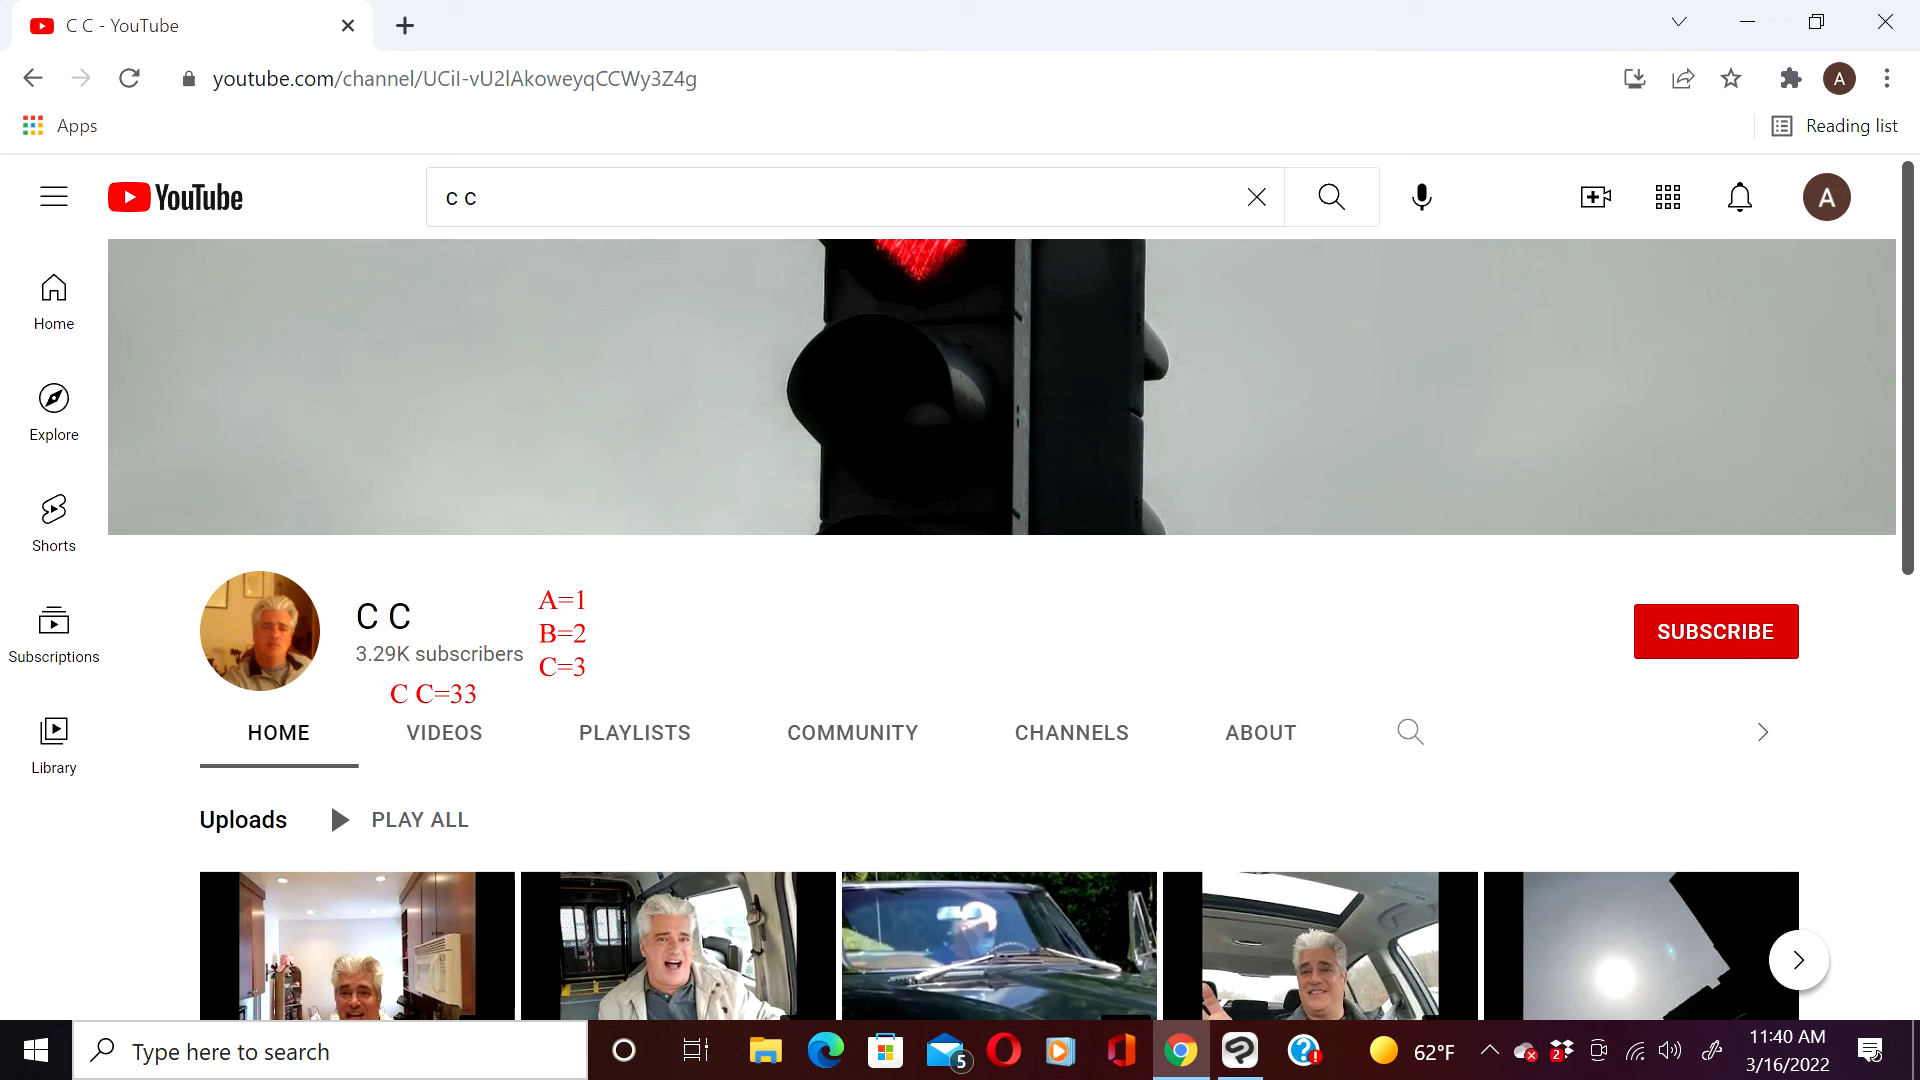 C C - YouTube
youtube.com/channel/UCiI-vU2lAkoweyqCCWy3Z4g
A
Apps
Reading list
YouTube
c c
A
Home
Explore
Shorts
Subscriptions
Library
C C
3.29K subscribers
A=1
B=2
C=3
C C=33
SUBSCRIBE
HOME
VIDEOS
PLAYLISTS
COMMUNITY
CHANNELS
ABOUT
Uploads
PLAY ALL
Type here to search
5
62°F
2
11:40 AM
3/16/2022